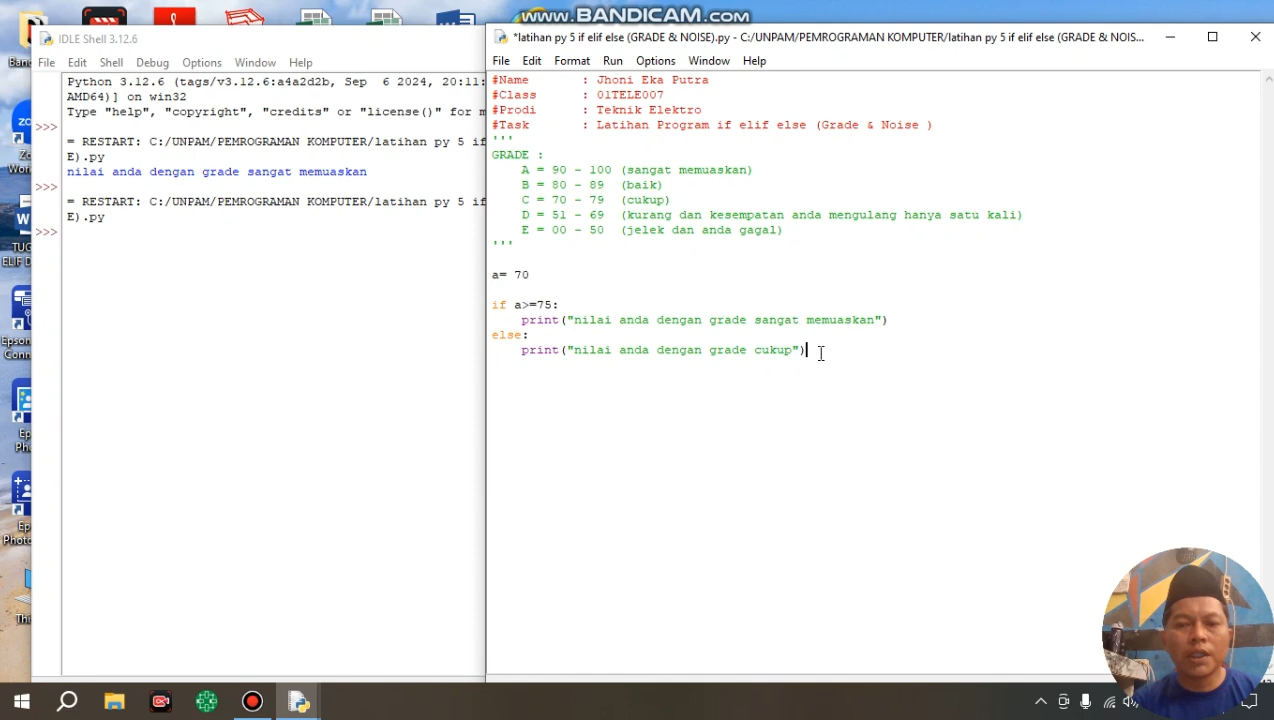 www.BANDICAM.com
IDLE Shell 3.12.6
File Edit Shell Debug Options Window Help
Python 3.12.6 (tags/v3.12.6:a4a2d2b, Sep  6 2024, 20:11:
AMD64)] on win32
Type "help", "copyright", "credits" or "license()" for m
>>>
= RESTART: C:/UNPAM/PEMROGRAMAN KOMPUTER/latihan py 5 if
E).py
nilai anda dengan grade sangat memuaskan
>>>
= RESTART: C:/UNPAM/PEMROGRAMAN KOMPUTER/latihan py 5 if
E).py
>>>
*latihan py 5 if elif else (GRADE & NOISE).py - C:/UNPAM/PEMROGRAMAN KOMPUTER/latihan py 5 if elif else (GRADE & NOIS...
File Edit Format Run Options Window Help
#Name : Jhoni Eka Putra
#Class : 01TELE007
#Prodi : Teknik Elektro
#Task : Latihan Program if elif else (Grade & Noise )
'''
GRADE :
A = 90 - 100 (sangat memuaskan)
B = 80 - 89 (baik)
C = 70 - 79 (cukup)
D = 51 - 69 (kurang dan kesempatan anda mengulang hanya satu kali)
E = 00 - 50 (jelek dan anda gagal)
'''
a= 70
if a>=75:
print("nilai anda dengan grade sangat memuaskan")
else:
print("nilai anda dengan grade cukup")